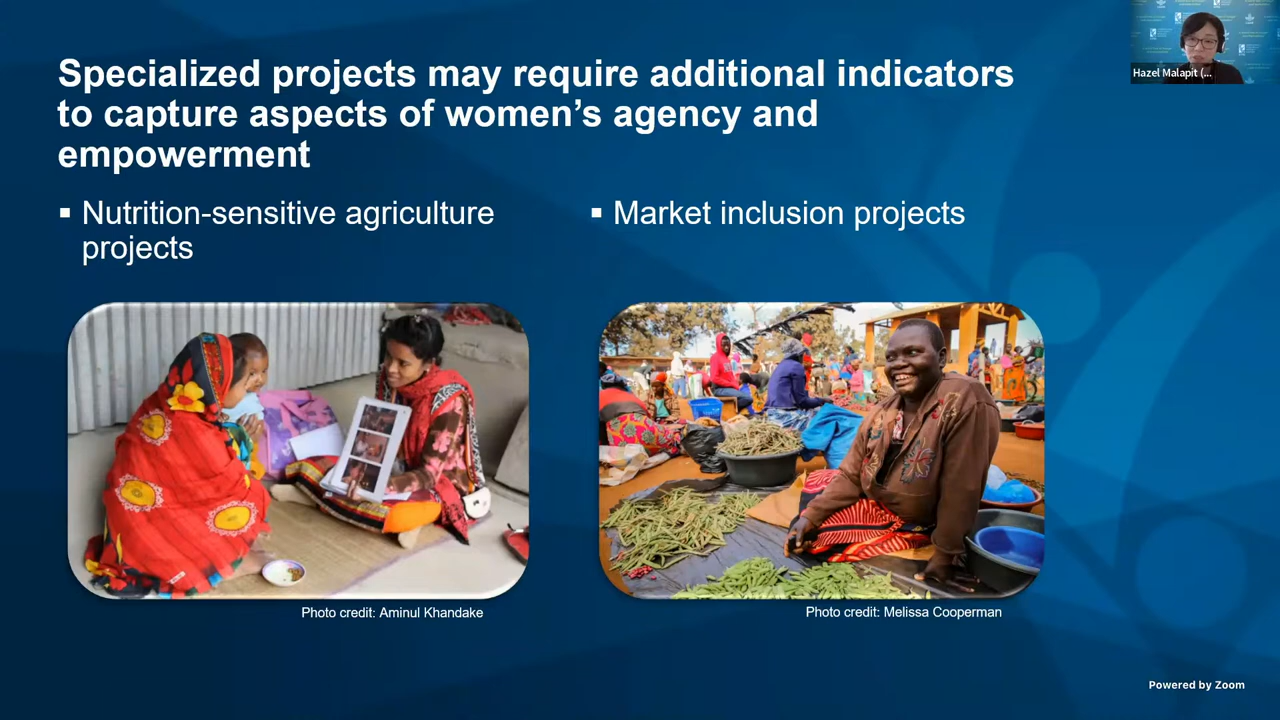 Specialized projects may require additional indicators
to capture aspects of women’s agency and
empowerment
▪ Nutrition-sensitive agriculture
projects
▪ Market inclusion projects
Photo credit: Aminul Khandake
Photo credit: Melissa Cooperman
Hazel Malapit (...
Powered by Zoom